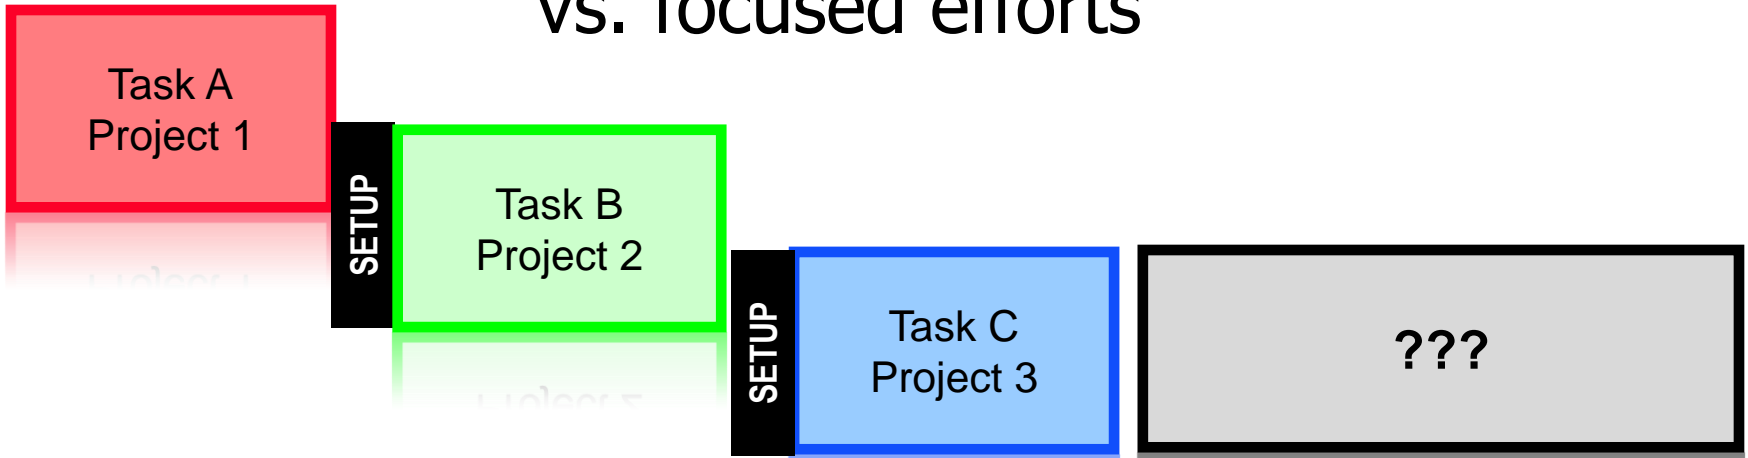 vs. focused efforts
Task A
Project 1
SETUP
Task B
Project 2
SETUP
Task C
Project 3
???